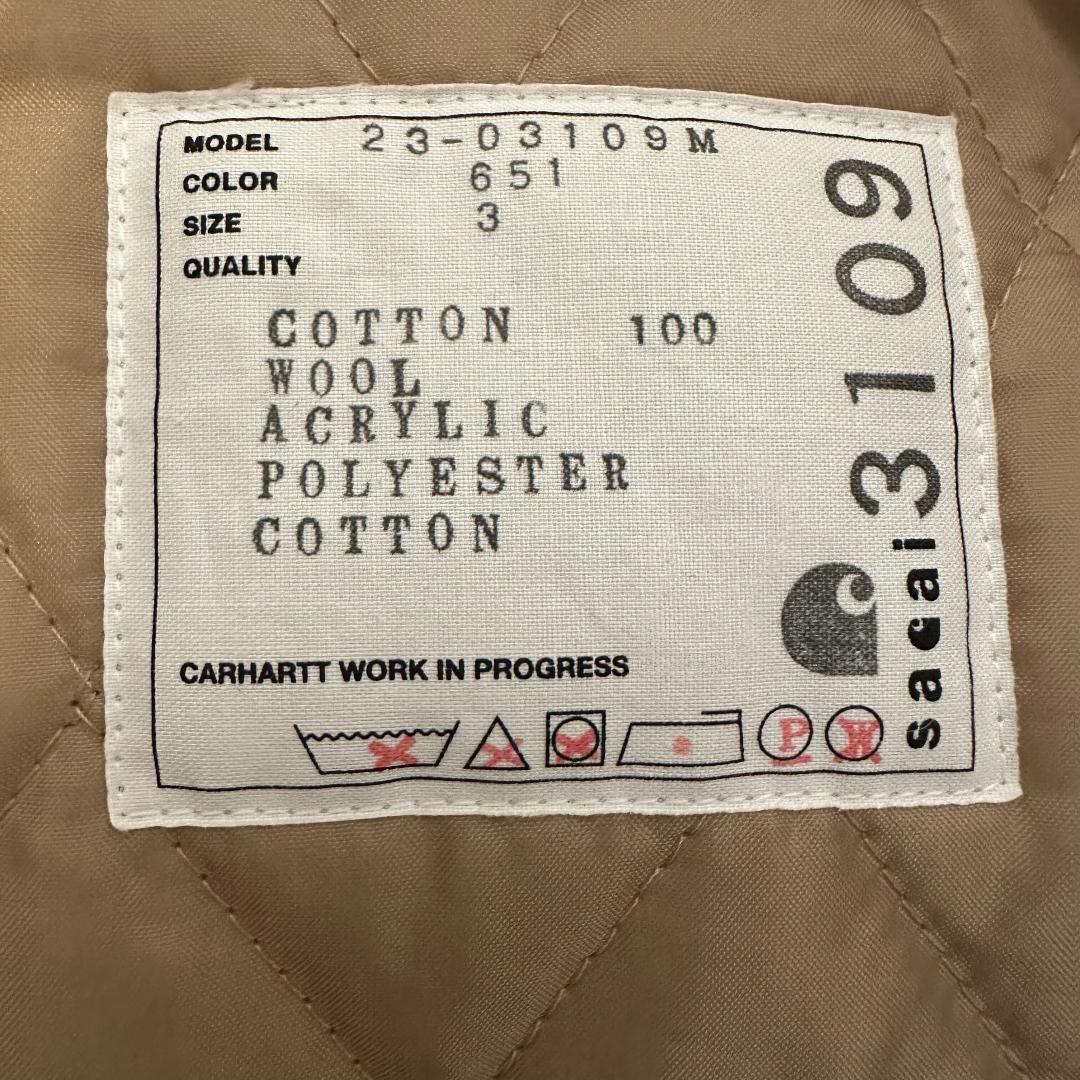 MODEL 23-03109M
COLOR 651
SIZE 3
QUALITY
COTTON 100
WOOL
ACRYLIC
POLYESTER
COTTON
CARHARTT WORK IN PROGRESS
P W
sacai 3109